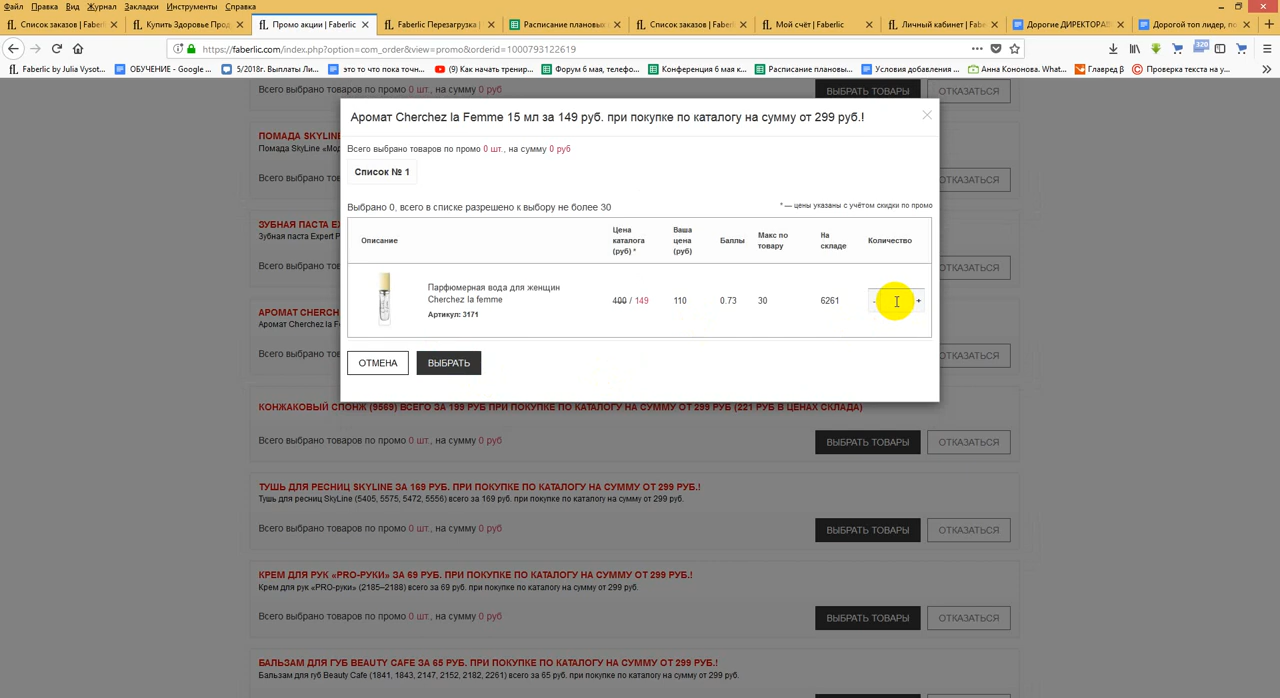 Файл Правка Вид Журнал Закладки Инструменты Справка
Список заказов | Faberlic Купить Здоровье Прод Промо акции | Faberlic Faberlic Перезагрузка | Расписание плановых Список заказов | Faberl Мой счёт | Faberlic Личный кабинет | Fabe Дорогие ДИРЕКТОРА Дорогой топ лидер, по
https://faberlic.com/index.php?option=com_order&view=promo&orderid=1000793122619
320
Faberlic by Julia Vysot... ОБУЧЕНИЕ - Google ... 5/2018г. Выплаты Ли... это то что пока точн... (9) Как начать тренир... Форум 6 мая, телефо... Конференция 6 мая к... Расписание плановы... Условия добавления ... Анна Кононова. What... Главред β Проверка текста на у...
Всего выбрано товаров по промо 0 шт., на сумму 0 руб
ВЫБРАТЬ ТОВАРЫ ОТКАЗАТЬСЯ
Аромат Cherchez la Femme 15 мл за 149 руб. при покупке по каталогу на сумму от 299 руб.!
Всего выбрано товаров по промо 0 шт., на сумму 0 руб
Список № 1
Выбрано 0, всего в списке разрешено к выбору не более 30
* — цены указаны с учётом скидки по промо
Описание Цена каталога (руб) * Ваша цена (руб) Баллы Макс по товару На складе Количество
Парфюмерная вода для женщин
Cherchez la femme
Артикул: 3171
400 / 149 110 0.73 30 6261 - +
ОТМЕНА ВЫБРАТЬ
ПОМАДА SKYLINE
Помада SkyLine «Мод
Всего выбрано тов
ОТКАЗАТЬСЯ
ЗУБНАЯ ПАСТА EX
Зубная паста Expert P
Всего выбрано тов
ОТКАЗАТЬСЯ
АРОМАТ CHERCH
Аромат Cherchez la F
Всего выбрано тов
ОТКАЗАТЬСЯ
КОНЖАКОВЫЙ СПОНЖ (9569) ВСЕГО ЗА 199 РУБ ПРИ ПОКУПКЕ ПО КАТАЛОГУ НА СУММУ ОТ 299 РУБ (221 РУБ В ЦЕНАХ СКЛАДА)
Всего выбрано товаров по промо 0 шт., на сумму 0 руб
ВЫБРАТЬ ТОВАРЫ ОТКАЗАТЬСЯ
ТУШЬ ДЛЯ РЕСНИЦ SKYLINE ЗА 169 РУБ. ПРИ ПОКУПКЕ ПО КАТАЛОГУ НА СУММУ ОТ 299 РУБ.!
Тушь для ресниц SkyLine (5405, 5575, 5472, 5556) всего за 169 руб. при покупке по каталогу на сумму от 299 руб.
Всего выбрано товаров по промо 0 шт., на сумму 0 руб
ВЫБРАТЬ ТОВАРЫ ОТКАЗАТЬСЯ
КРЕМ ДЛЯ РУК «PRO-РУКИ» ЗА 69 РУБ. ПРИ ПОКУПКЕ ПО КАТАЛОГУ НА СУММУ ОТ 299 РУБ.!
Крем для рук «PRO-руки» (2185–2188) всего за 69 руб. при покупке по каталогу на сумму от 299 руб.
Всего выбрано товаров по промо 0 шт., на сумму 0 руб
ВЫБРАТЬ ТОВАРЫ ОТКАЗАТЬСЯ
БАЛЬЗАМ ДЛЯ ГУБ BEAUTY CAFE ЗА 65 РУБ. ПРИ ПОКУПКЕ ПО КАТАЛОГУ НА СУММУ ОТ 299 РУБ.!
Бальзам для губ Beauty Cafe (1841, 1843, 2147, 2152, 2182, 2261) всего за 65 руб. при покупке по каталогу на сумму от 299 руб.